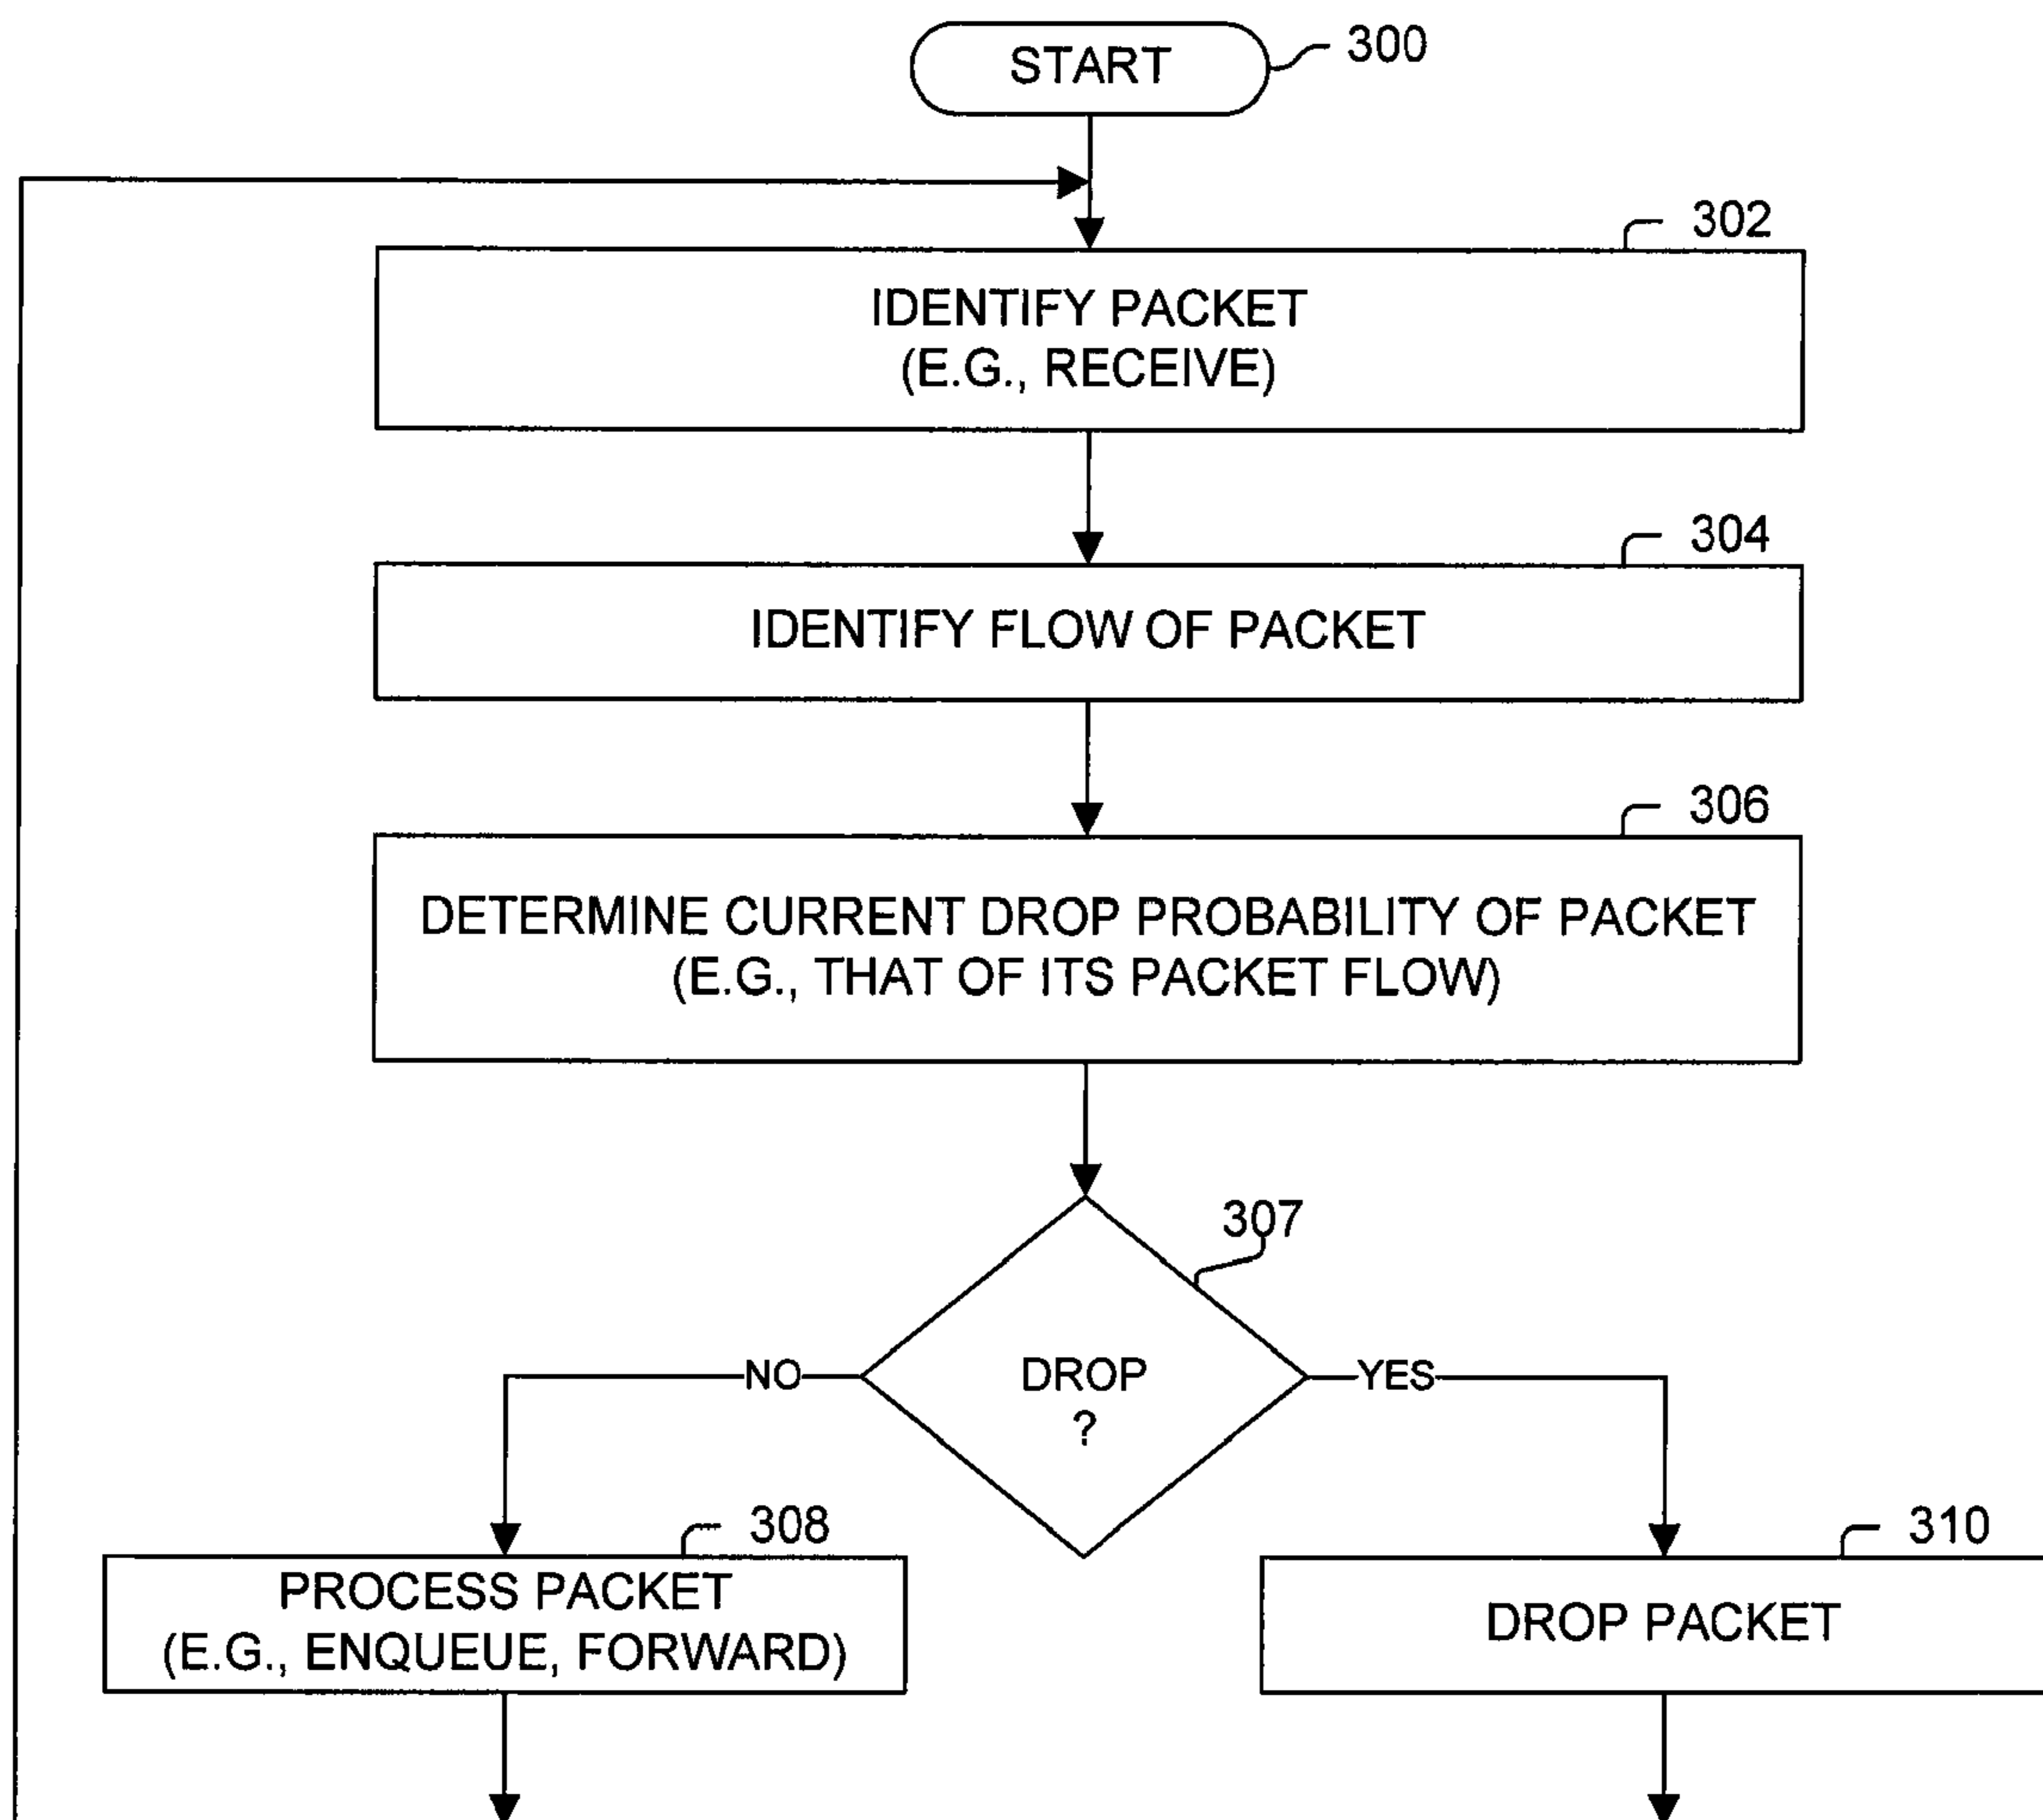 START
300
302
IDENTIFY PACKET
(E.G., RECEIVE)
304
IDENTIFY FLOW OF PACKET
306
DETERMINE CURRENT DROP PROBABILITY OF PACKET
(E.G., THAT OF ITS PACKET FLOW)
307
DROP
?
NO
YES
308
PROCESS PACKET
(E.G., ENQUEUE, FORWARD)
310
DROP PACKET